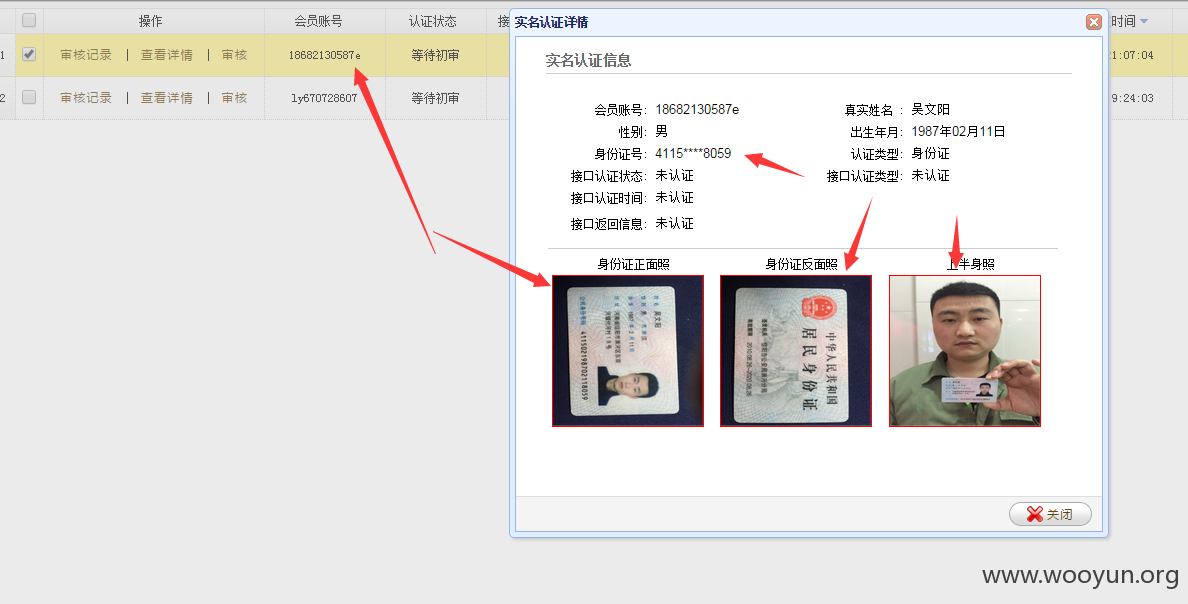 操作 会员账号 认证状态 接
1 审核记录 | 查看详情 | 审核 18682130587e 等待初审
2 审核记录 | 查看详情 | 审核 ly670728607 等待初审
时间
1:07:04
9:24:03
实名认证详情
实名认证信息
会员账号: 18682130587e 真实姓名 : 吴文阳
性别: 男 出生年月: 1987年02月11日
身份证号: 4115****8059 认证类型: 身份证
接口认证状态: 未认证 接口认证类型: 未认证
接口认证时间: 未认证
接口返回信息: 未认证
身份证正面照 身份证反面照 上半身照
中华人民共和国
居民身份证
关闭
www.wooyun.org